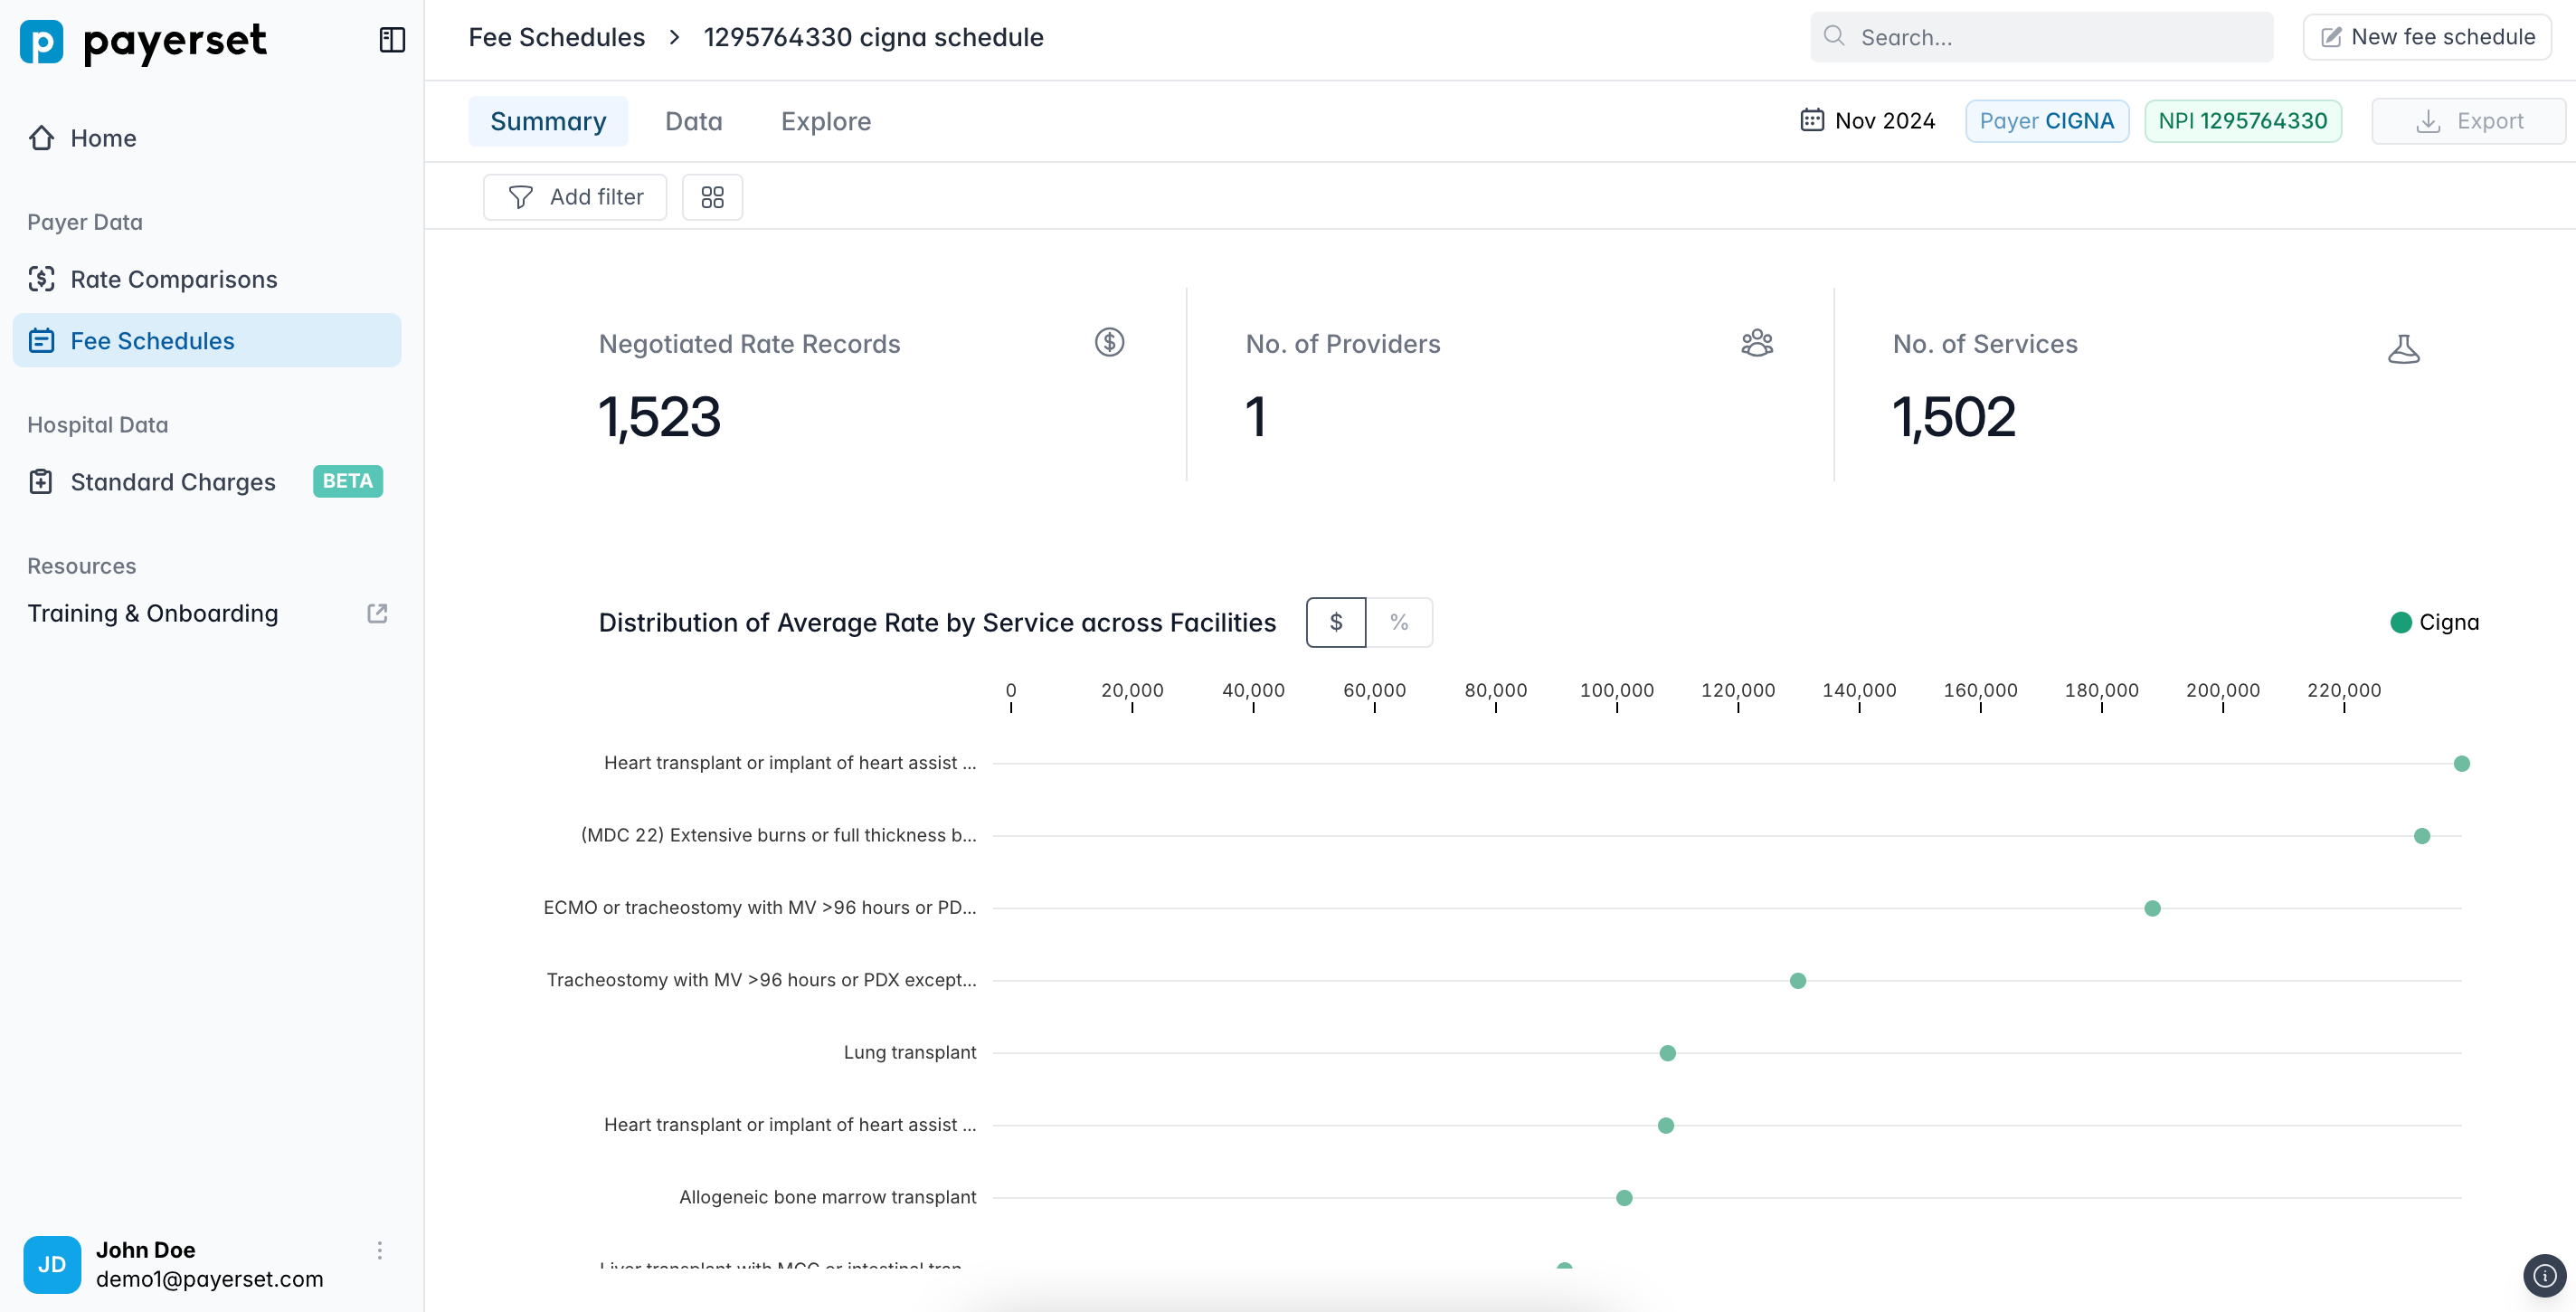 payerset
Home
Payer Data
Rate Comparisons
Fee Schedules
Hospital Data
Standard Charges BETA
Resources
Training & Onboarding
JD
John Doe
demo1@payerset.com
Fee Schedules > 1295764330 cigna schedule
Search...
New fee schedule
Summary Data Explore
Nov 2024
Payer CIGNA
NPI 1295764330
Export
Add filter
Negotiated Rate Records
1,523
No. of Providers
1
No. of Services
1,502
Distribution of Average Rate by Service across Facilities
$ %
Cigna
0 20,000 40,000 60,000 80,000 100,000 120,000 140,000 160,000 180,000 200,000 220,000
Heart transplant or implant of heart assist ...
(MDC 22) Extensive burns or full thickness b...
ECMO or tracheostomy with MV >96 hours or PD...
Tracheostomy with MV >96 hours or PDX except...
Lung transplant
Heart transplant or implant of heart assist ...
Allogeneic bone marrow transplant
Liver transplant with MCC or intestinal tran...